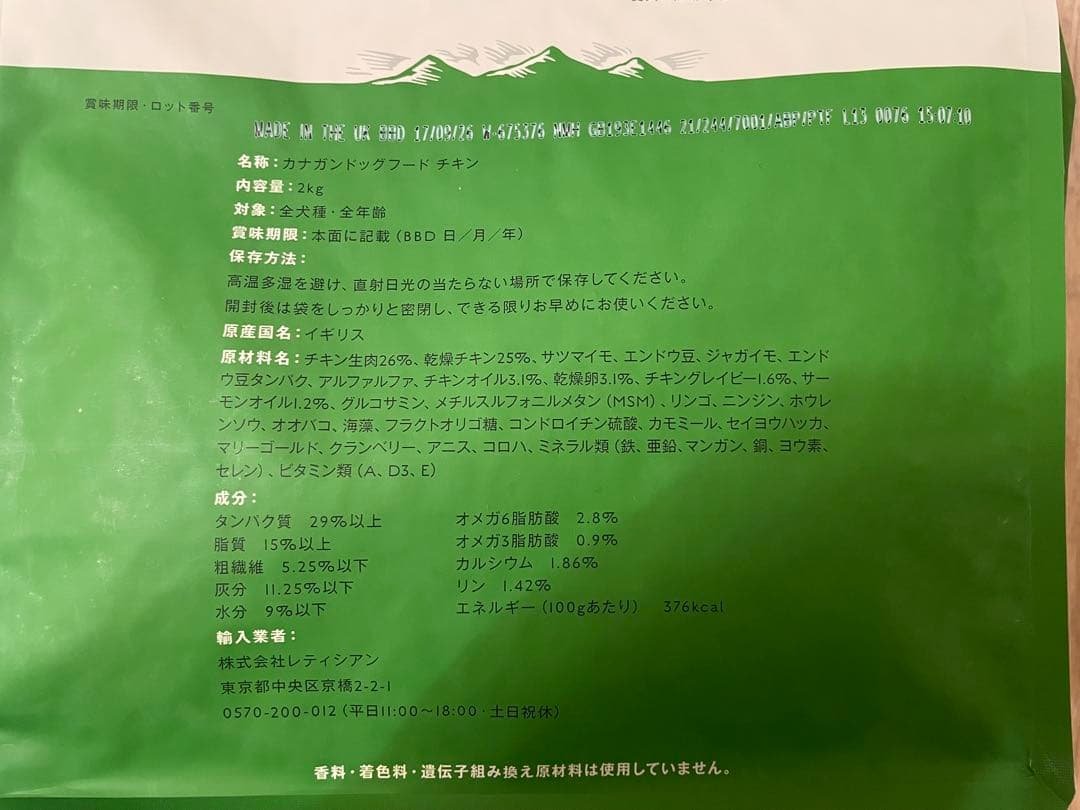 賞味期限・ロット番号
MADE IN THE UK BBD 17/09/26 W-675376 NMH GB193E1446 21/244/7001/ABP/PTF L13 0076 15:07:10
名称：カナガンドッグフード チキン
内容量：2kg
対象：全犬種・全年齢
賞味期限：本面に記載（BBD 日／月／年）
保存方法：
高温多湿を避け、直射日光の当たらない場所で保存してください。
開封後は袋をしっかりと密閉し、できる限りお早めにお使いください。
原産国名：イギリス
原材料名：チキン生肉26%、乾燥チキン25%、サツマイモ、エンドウ豆、ジャガイモ、エンド
ウ豆タンパク、アルファルファ、チキンオイル3.1%、乾燥卵3.1%、チキングレイビー1.6%、サー
モンオイル1.2%、グルコサミン、メチルスルフォニルメタン（MSM）、リンゴ、ニンジン、ホウレ
ンソウ、オオバコ、海藻、フラクトオリゴ糖、コンドロイチン硫酸、カモミール、セイヨウハッカ、
マリーゴールド、クランベリー、アニス、コロハ、ミネラル類（鉄、亜鉛、マンガン、銅、ヨウ素、
セレン）、ビタミン類（A、D3、E）
成分：
タンパク質 29%以上 オメガ6脂肪酸 2.8%
脂質 15%以上 オメガ3脂肪酸 0.9%
粗繊維 5.25%以下 カルシウム 1.86%
灰分 11.25%以下 リン 1.42%
水分 9%以下 エネルギー（100gあたり） 376kcal
輸入業者：
株式会社レティシアン
東京都中央区京橋2-2-1
0570-200-012（平日11:00～18:00・土日祝休）
香料・着色料・遺伝子組み換え原材料は使用していません。